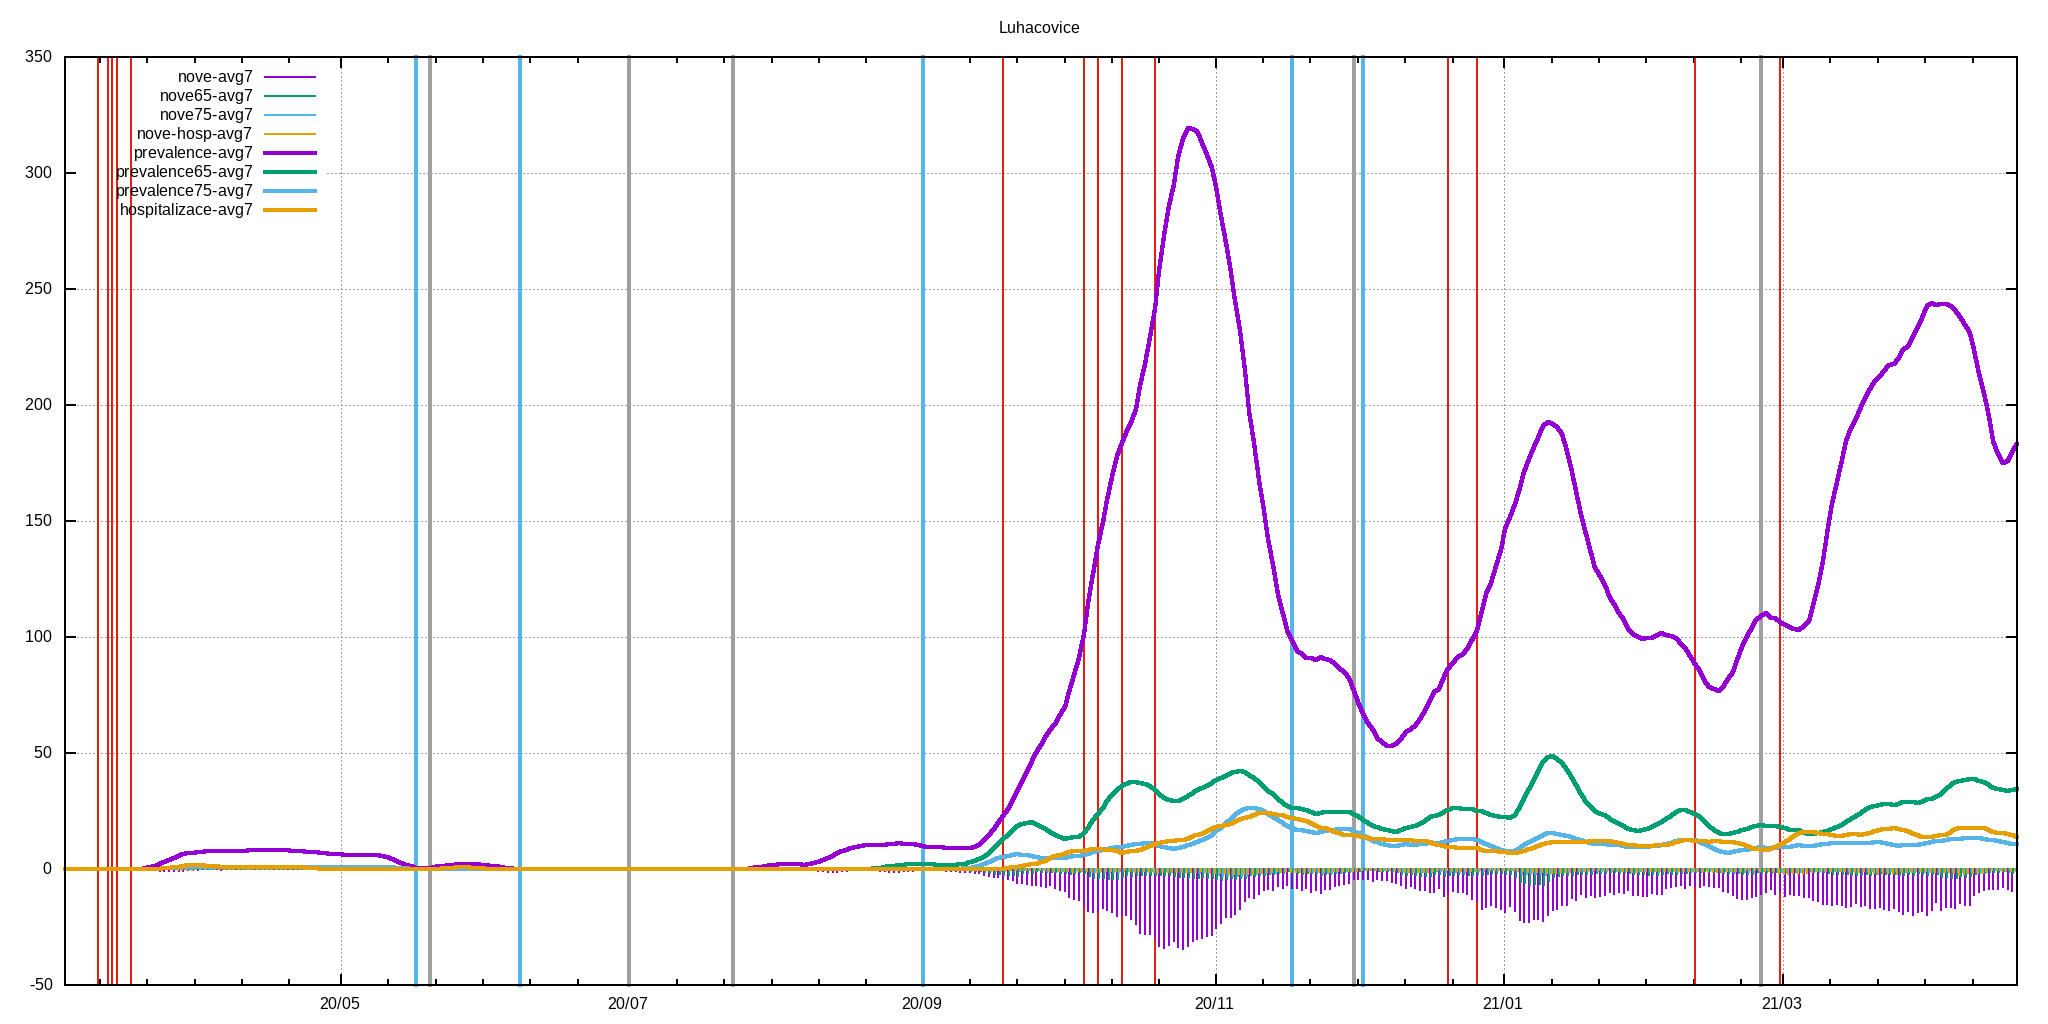 Luhacovice
350
300
250
200
150
100
50
0
-50
nove-avg7
nove65-avg7
nove75-avg7
nove-hosp-avg7
prevalence-avg7
prevalence65-avg7
prevalence75-avg7
hospitalizace-avg7
20/05 20/07 20/09 20/11 21/01 21/03